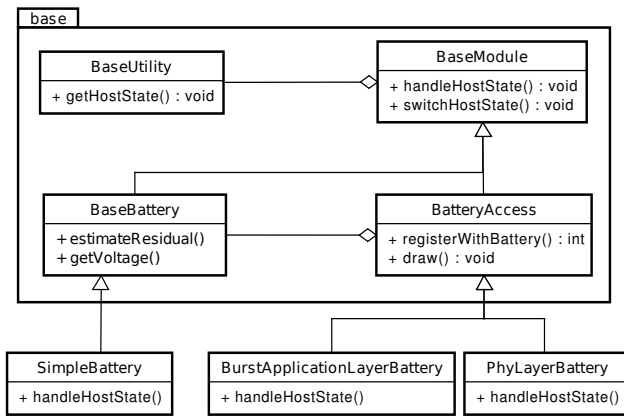 base
BaseUtility
+ getHostState() : void
BaseModule
+ handleHostState() : void
+ switchHostState() : void
BaseBattery
+ estimateResidual()
+ getVoltage()
BatteryAccess
+ registerWithBattery() : int
+ draw() : void
SimpleBattery
+ handleHostState()
BurstApplicationLayerBattery
+ handleHostState()
PhyLayerBattery
+ handleHostState()